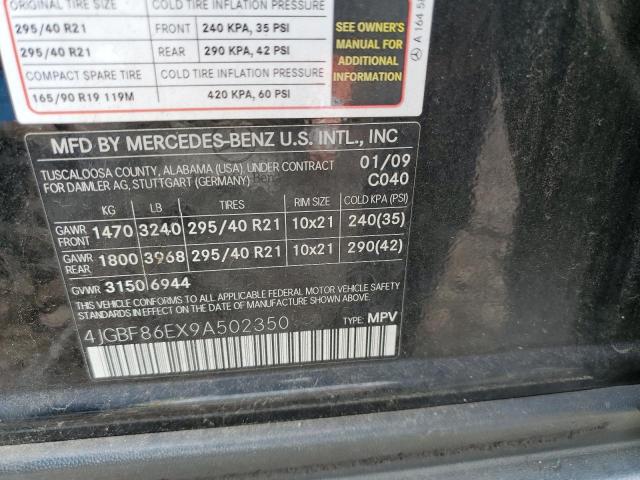 ORIGINAL TIRE SIZE COLD TIRE INFLATION PRESSURE
295/40 R21 FRONT 240 KPA, 35 PSI
295/40 R21 REAR 290 KPA, 42 PSI
COMPACT SPARE TIRE COLD TIRE INFLATION PRESSURE
165/90 R19 119M 420 KPA, 60 PSI
SEE OWNER'S
MANUAL FOR
ADDITIONAL
INFORMATION
A 164 58
MFD BY MERCEDES-BENZ U.S. INTL., INC
TUSCALOOSA COUNTY, ALABAMA (USA) UNDER CONTRACT 01/09
FOR DAIMLER AG, STUTTGART (GERMANY) C040
KG LB TIRES RIM SIZE COLD KPA (PSI)
GAWR FRONT 1470 3240 295/40 R21 10x21 240(35)
GAWR REAR 1800 3968 295/40 R21 10x21 290(42)
GVWR 3150 6944
THIS VEHICLE CONFORMS TO ALL APPLICABLE FEDERAL MOTOR VEHICLE SAFETY
STANDARDS IN EFFECT ON THE DATE OF MANUFACTURE SHOWN ABOVE.
4JGBF86EX9A502350 TYPE: MPV